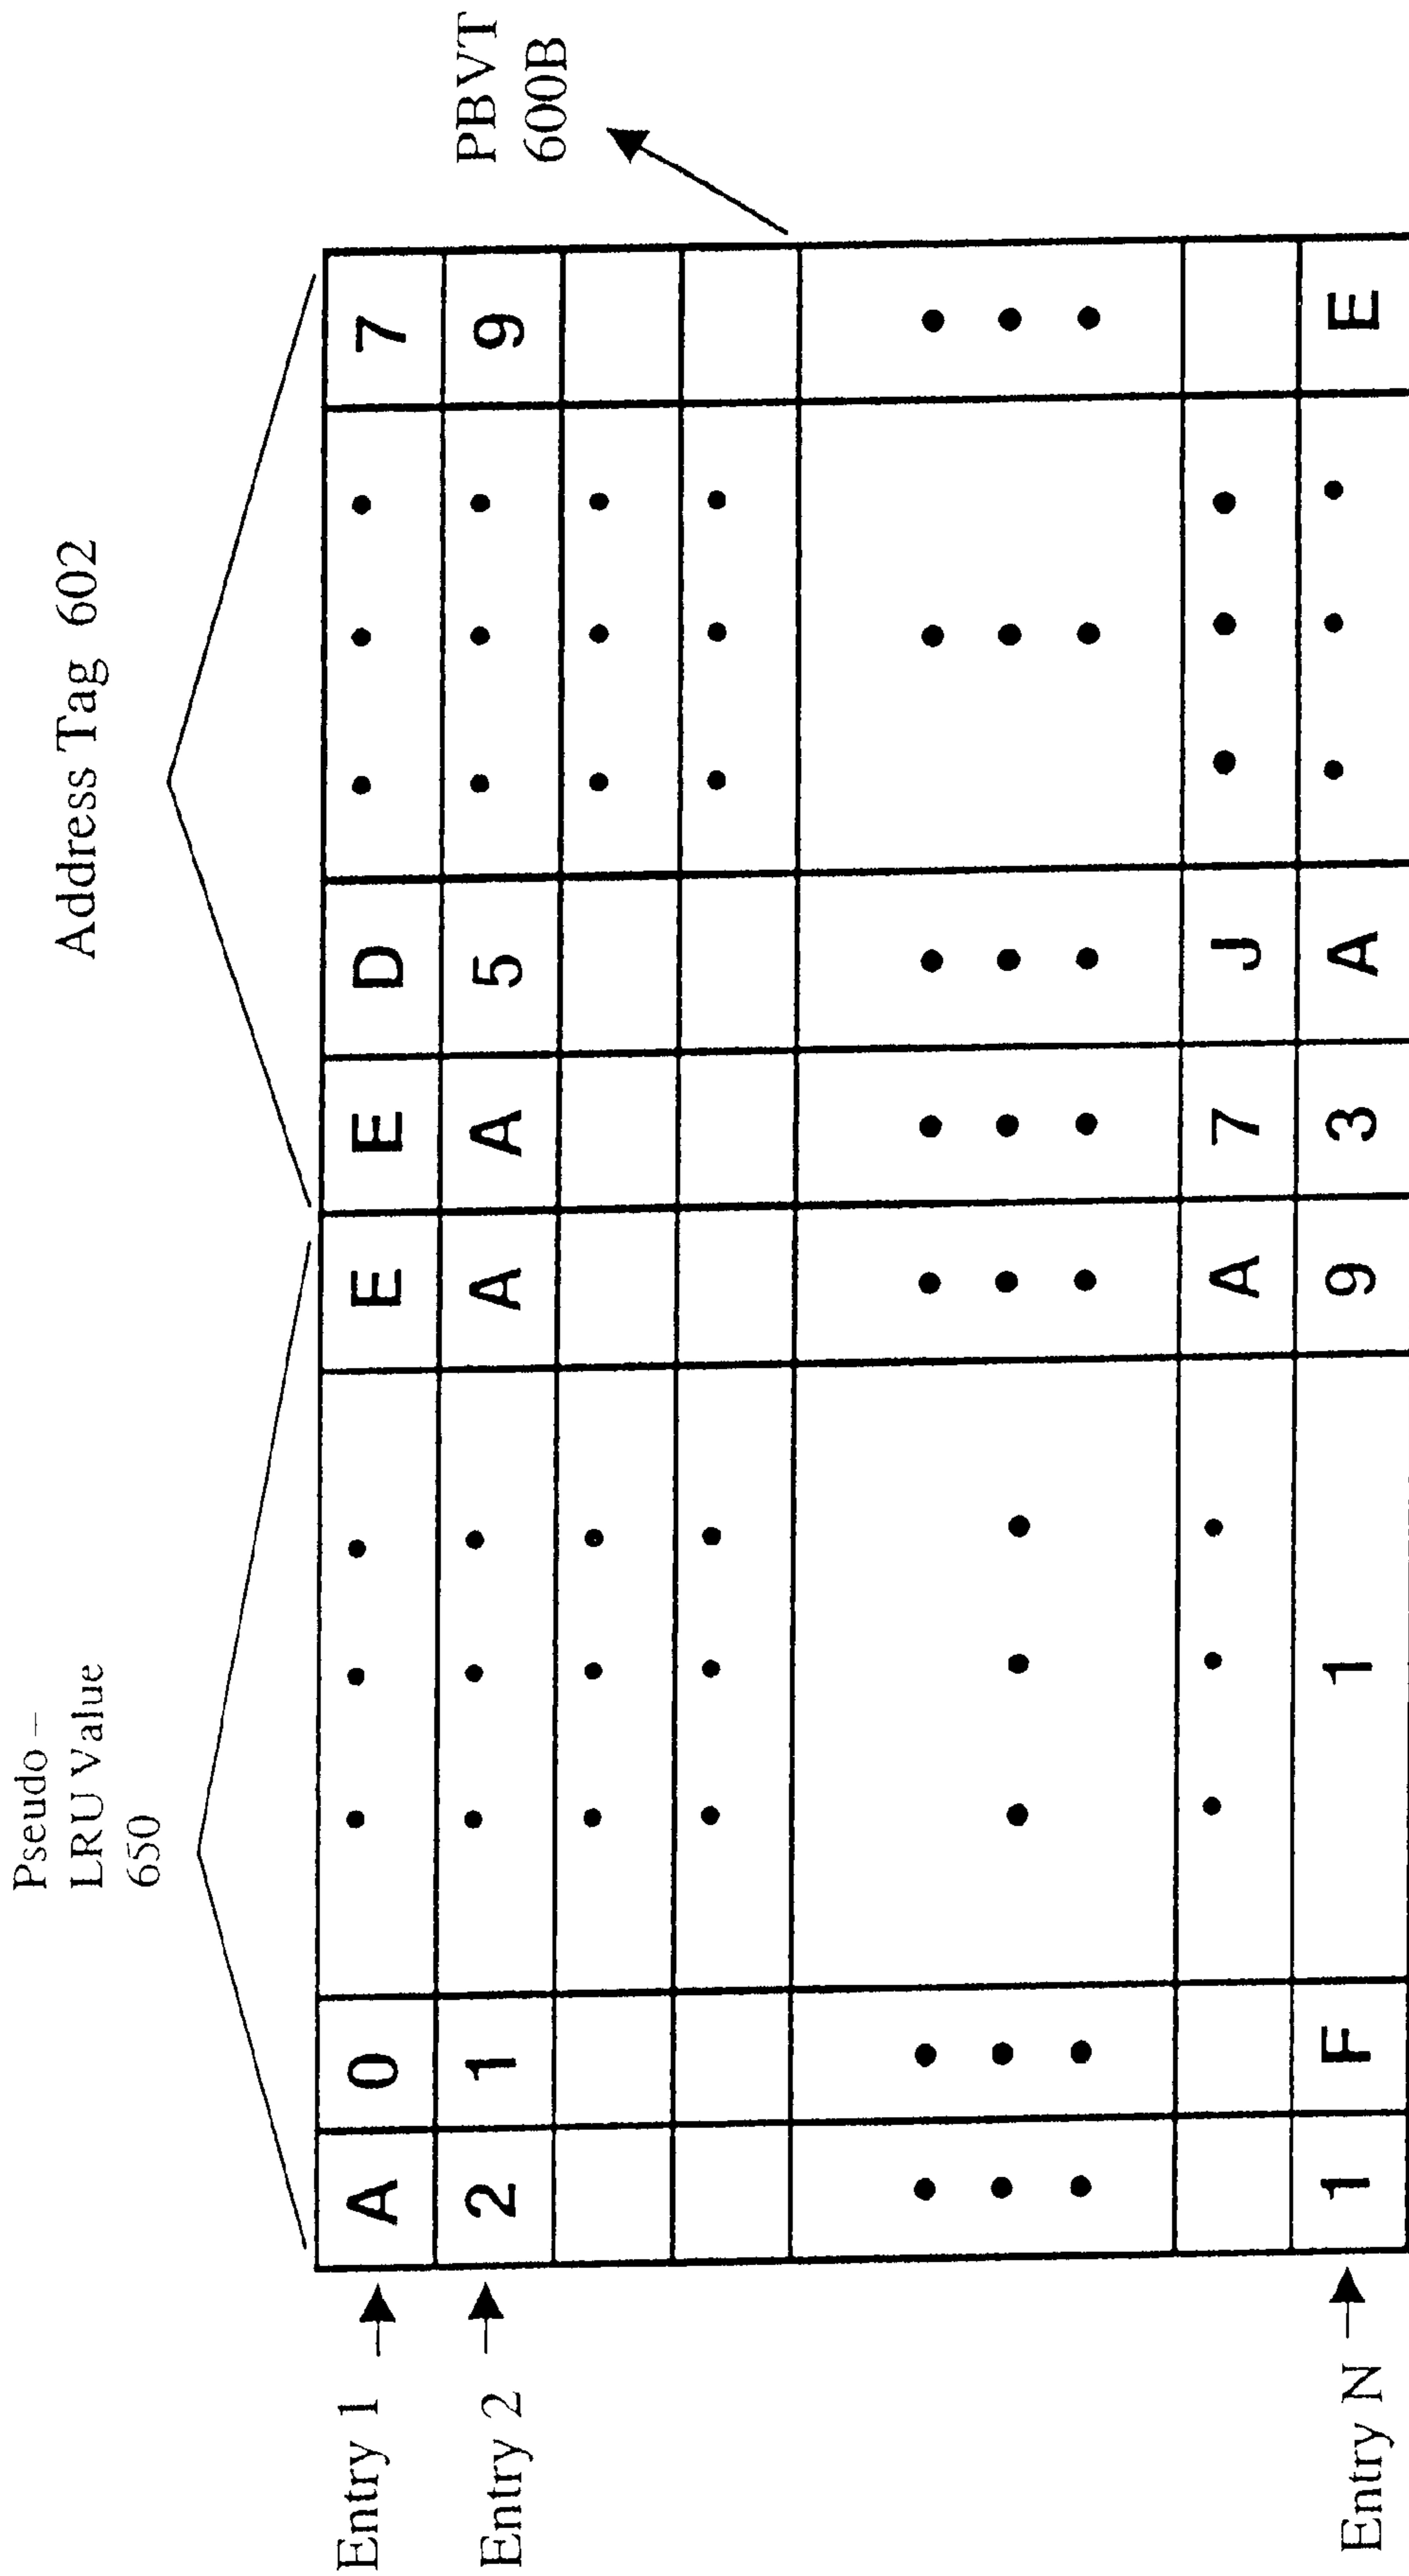 Pseudo –
LRU Value
650
Address Tag 602
PBVT
600B
Entry 1 A 0 • • • E E D • • • 7
Entry 2 2 1 • • • A A 5 • • • 9
• • • • • •
• • • • • •
• • • • • • • • •
• • • • • • • • •
• • • A 7 J • • •
Entry N 1 F 1 9 3 A • • • E